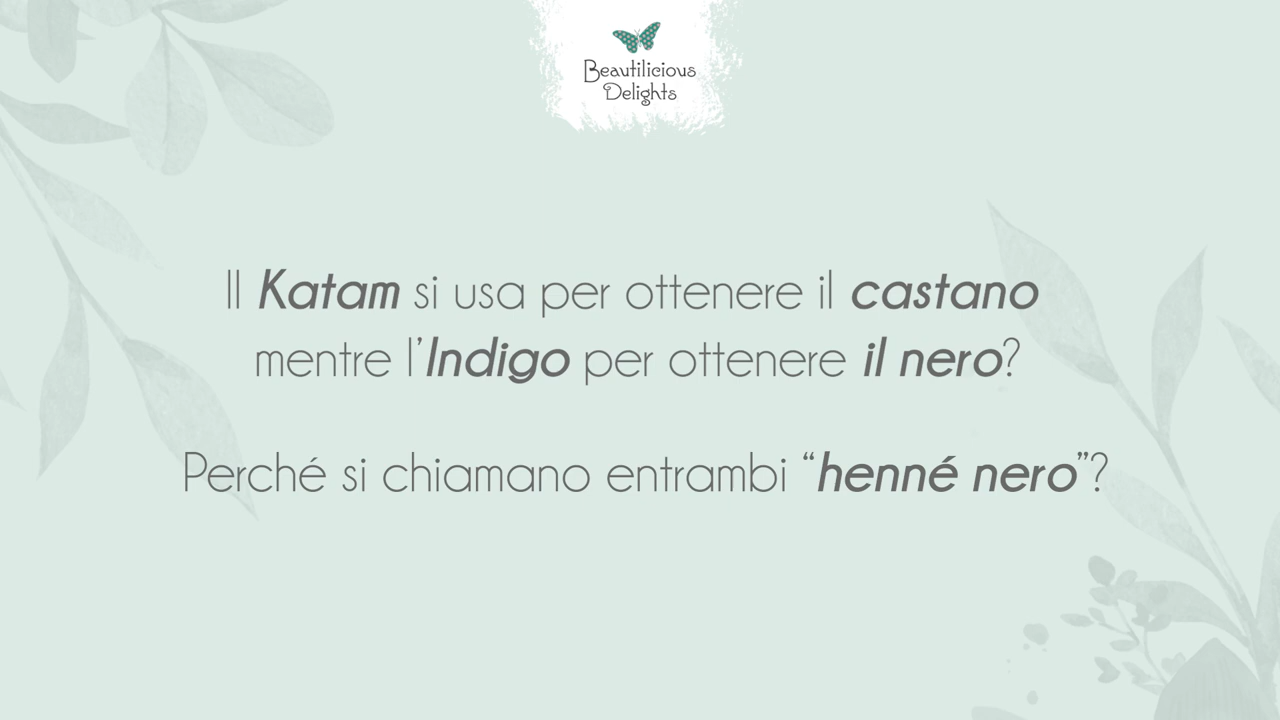 Beautilicious
Delights
Il Katam si usa per ottenere il castano
mentre l’Indigo per ottenere il nero?
Perché si chiamano entrambi “henné nero”?